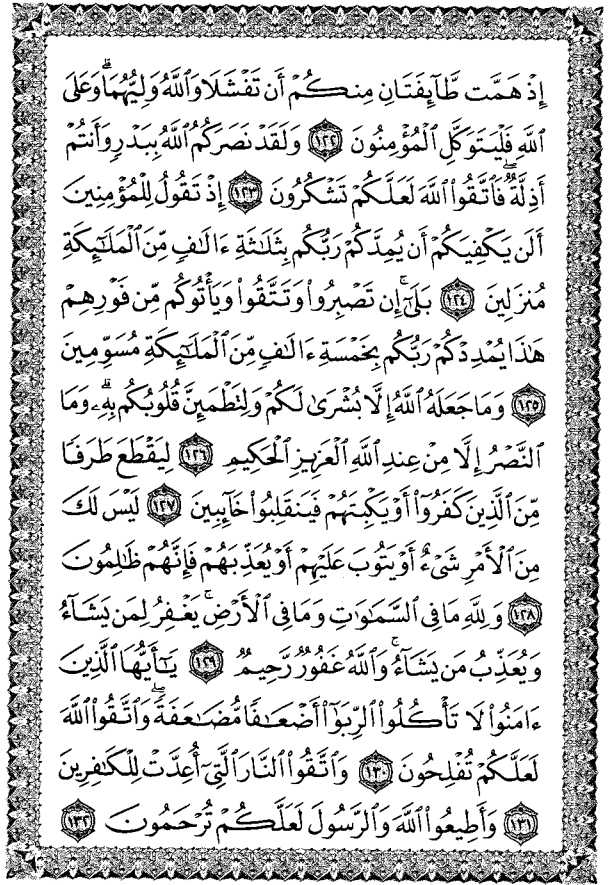 إِذْ هَمَّت طَّآئِفَتَانِ مِنكُمْ أَن تَفْشَلَا وَٱللَّهُ وَلِيُّهُمَا ۗ وَعَلَى
ٱللَّهِ فَلْيَتَوَكَّلِ ٱلْمُؤْمِنُونَ ١٢٢ وَلَقَدْ نَصَرَكُمُ ٱللَّهُ بِبَدْرٍ وَأَنتُمْ
أَذِلَّةٌ ۖ فَٱتَّقُوا۟ ٱللَّهَ لَعَلَّكُمْ تَشْكُرُونَ ١٢٣ إِذْ تَقُولُ لِلْمُؤْمِنِينَ
أَلَن يَكْفِيَكُمْ أَن يُمِدَّكُمْ رَبُّكُم بِثَلَٰثَةِ ءَالَٰفٍ مِّنَ ٱلْمَلَٰٓئِكَةِ
مُنزَلِينَ ١٢٤ بَلَىٰٓ ۚ إِن تَصْبِرُوا۟ وَتَتَّقُوا۟ وَيَأْتُوكُم مِّن فَوْرِهِمْ
هَٰذَا يُمْدِدْكُمْ رَبُّكُم بِخَمْسَةِ ءَالَٰفٍ مِّنَ ٱلْمَلَٰٓئِكَةِ مُسَوِّمِينَ
١٢٥ وَمَا جَعَلَهُ ٱللَّهُ إِلَّا بُشْرَىٰ لَكُمْ وَلِتَطْمَئِنَّ قُلُوبُكُم بِهِۦ ۗ وَمَا
ٱلنَّصْرُ إِلَّا مِنْ عِندِ ٱللَّهِ ٱلْعَزِيزِ ٱلْحَكِيمِ ١٢٦ لِيَقْطَعَ طَرَفًا
مِّنَ ٱلَّذِينَ كَفَرُوٓا۟ أَوْ يَكْبِتَهُمْ فَيَنقَلِبُوا۟ خَآئِبِينَ ١٢٧ لَيْسَ لَكَ
مِنَ ٱلْأَمْرِ شَىْءٌ أَوْ يَتُوبَ عَلَيْهِمْ أَوْ يُعَذِّبَهُمْ فَإِنَّهُمْ ظَٰلِمُونَ
١٢٨ وَلِلَّهِ مَا فِى ٱلسَّمَٰوَٰتِ وَمَا فِى ٱلْأَرْضِ ۚ يَغْفِرُ لِمَن يَشَآءُ
وَيُعَذِّبُ مَن يَشَآءُ ۚ وَٱللَّهُ غَفُورٌ رَّحِيمٌ ١٢٩ يَٰٓأَيُّهَا ٱلَّذِينَ
ءَامَنُوا۟ لَا تَأْكُلُوا۟ ٱلرِّبَوٰٓا۟ أَضْعَٰفًا مُّضَٰعَفَةً ۖ وَٱتَّقُوا۟ ٱللَّهَ
لَعَلَّكُمْ تُفْلِحُونَ ١٣٠ وَٱتَّقُوا۟ ٱلنَّارَ ٱلَّتِىٓ أُعِدَّتْ لِلْكَٰفِرِينَ
١٣١ وَأَطِيعُوا۟ ٱللَّهَ وَٱلرَّسُولَ لَعَلَّكُمْ تُرْحَمُونَ ١٣٢